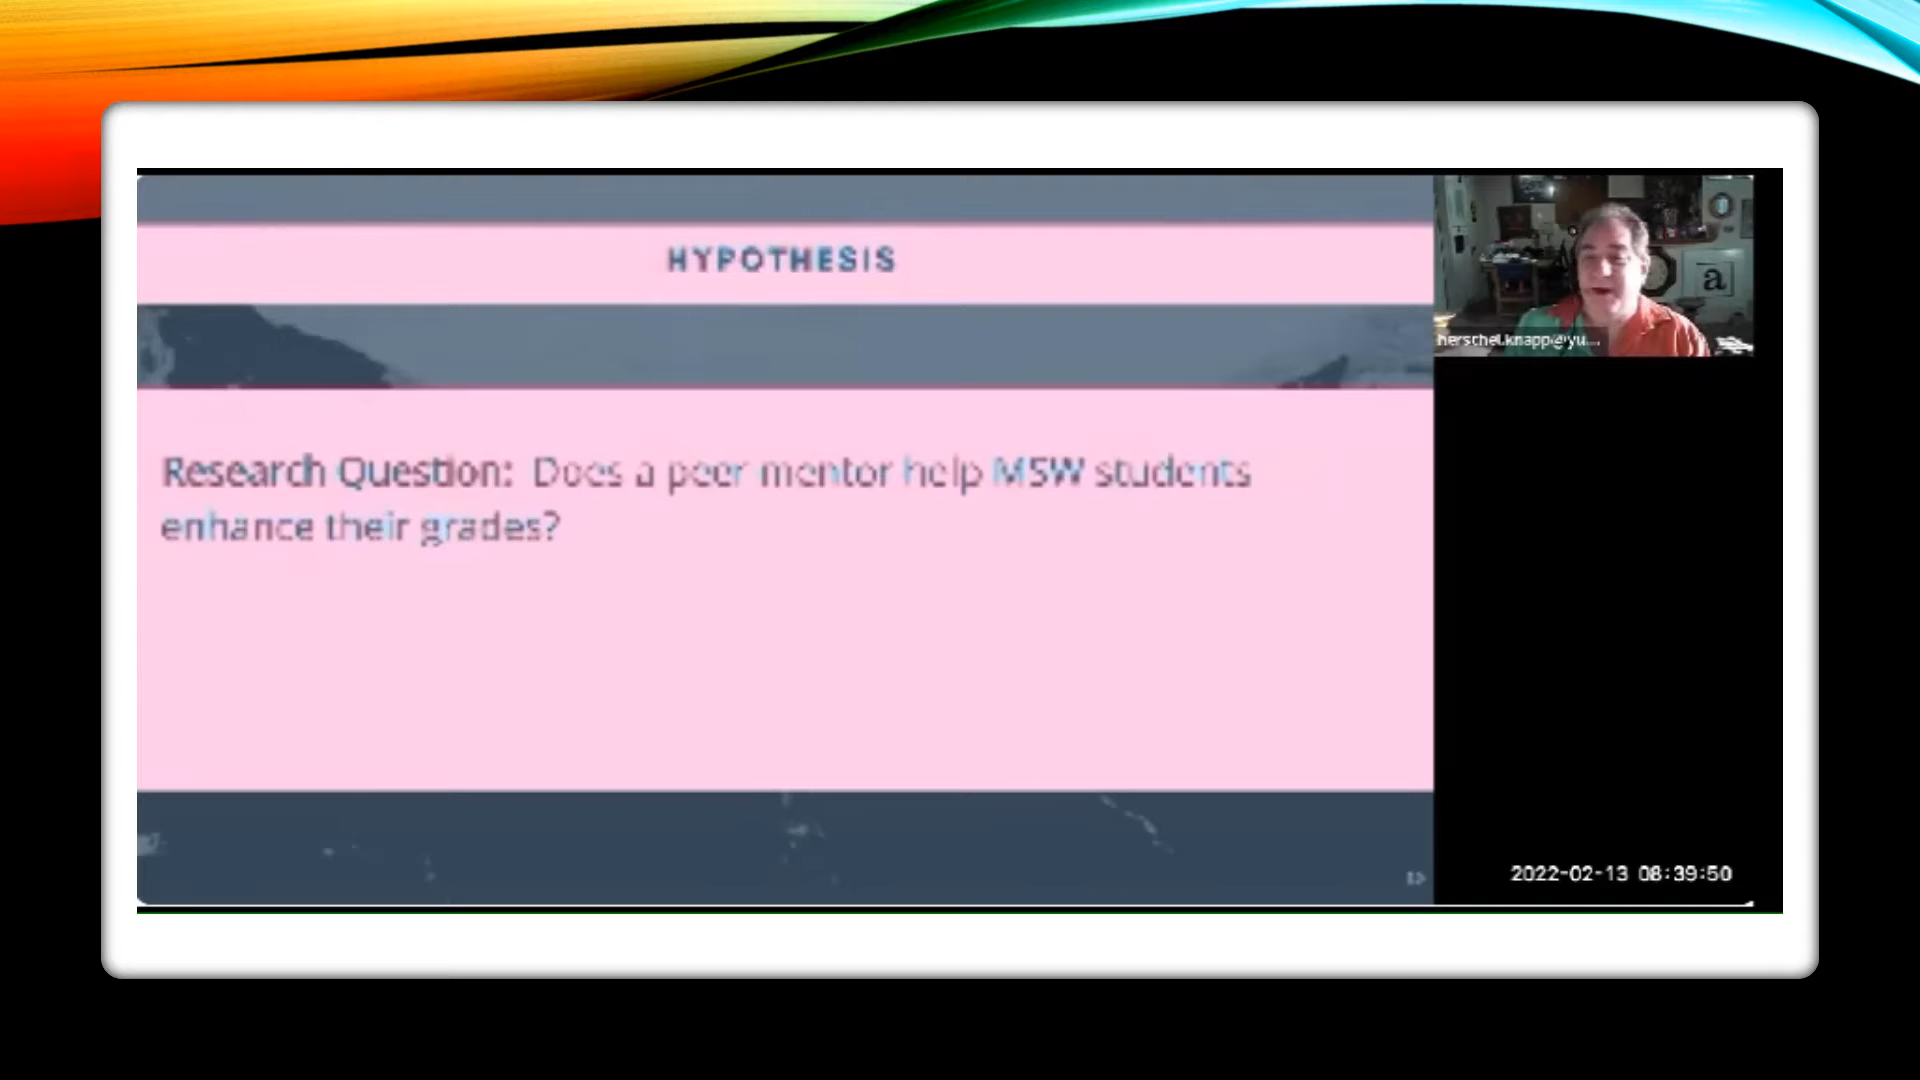 HYPOTHESIS
herschel.knapp@yu....
a
Research Question: Does a peer mentor help MSW students
enhance their grades?
2022-02-13 08:39:50